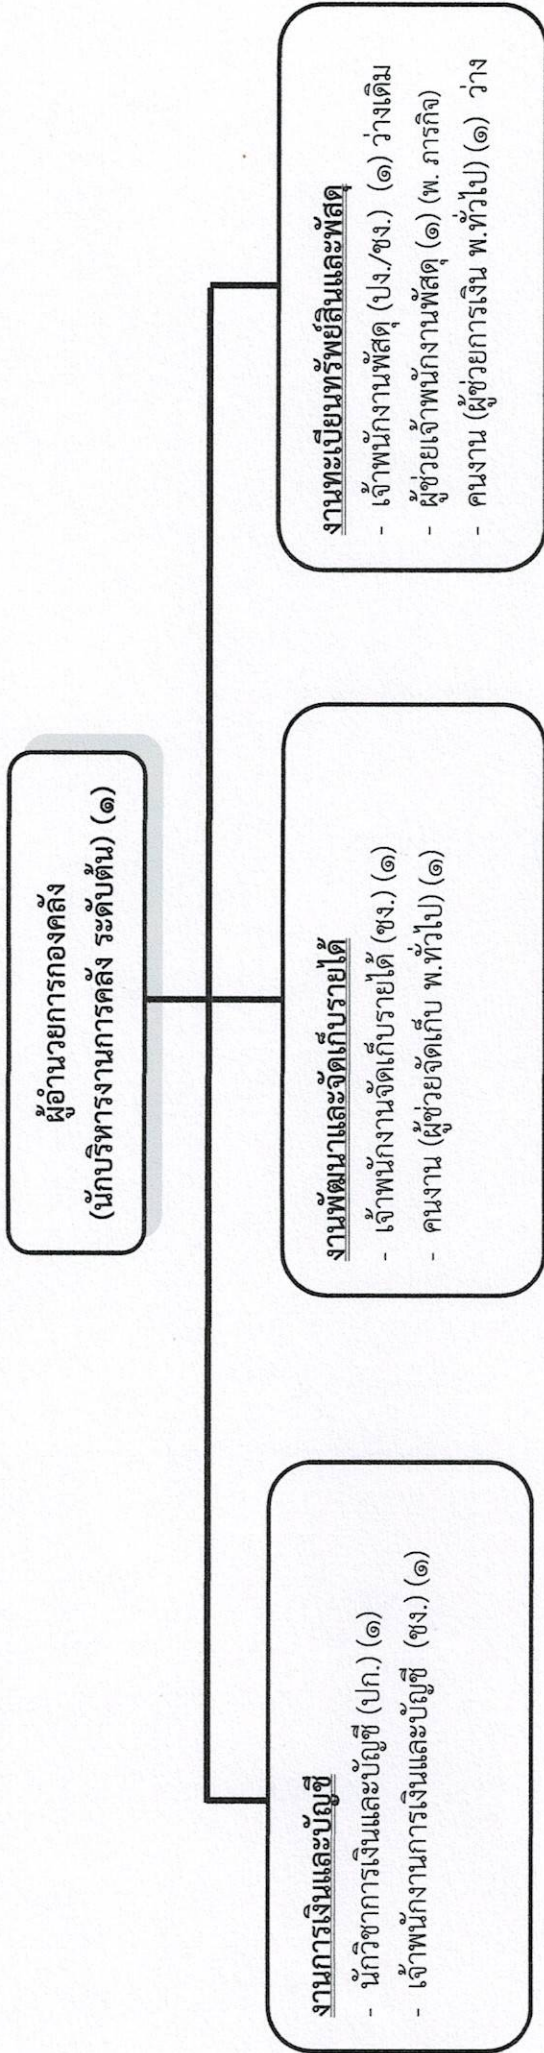 ผู้อำนวยการกองคลัง
(นักบริหารงานการคลัง ระดับต้น) (๑)
งานการเงินและบัญชี
- นักวิชาการเงินและบัญชี (ปก.) (๑)
- เจ้าพนักงานการเงินและบัญชี (ชง.) (๑)
งานพัฒนาและจัดเก็บรายได้
- เจ้าพนักงานจัดเก็บรายได้ (ชง.) (๑)
- คนงาน (ผู้ช่วยจัดเก็บ พ.ทั่วไป) (๑)
งานทะเบียนทรัพย์สินและพัสดุ
- เจ้าพนักงานพัสดุ (ปง./ชง.) (๑) ว่างเดิม
- ผู้ช่วยเจ้าพนักงานพัสดุ (๑) (พ. ภารกิจ)
- คนงาน (ผู้ช่วยการเงิน พ.ทั่วไป) (๑) ว่าง